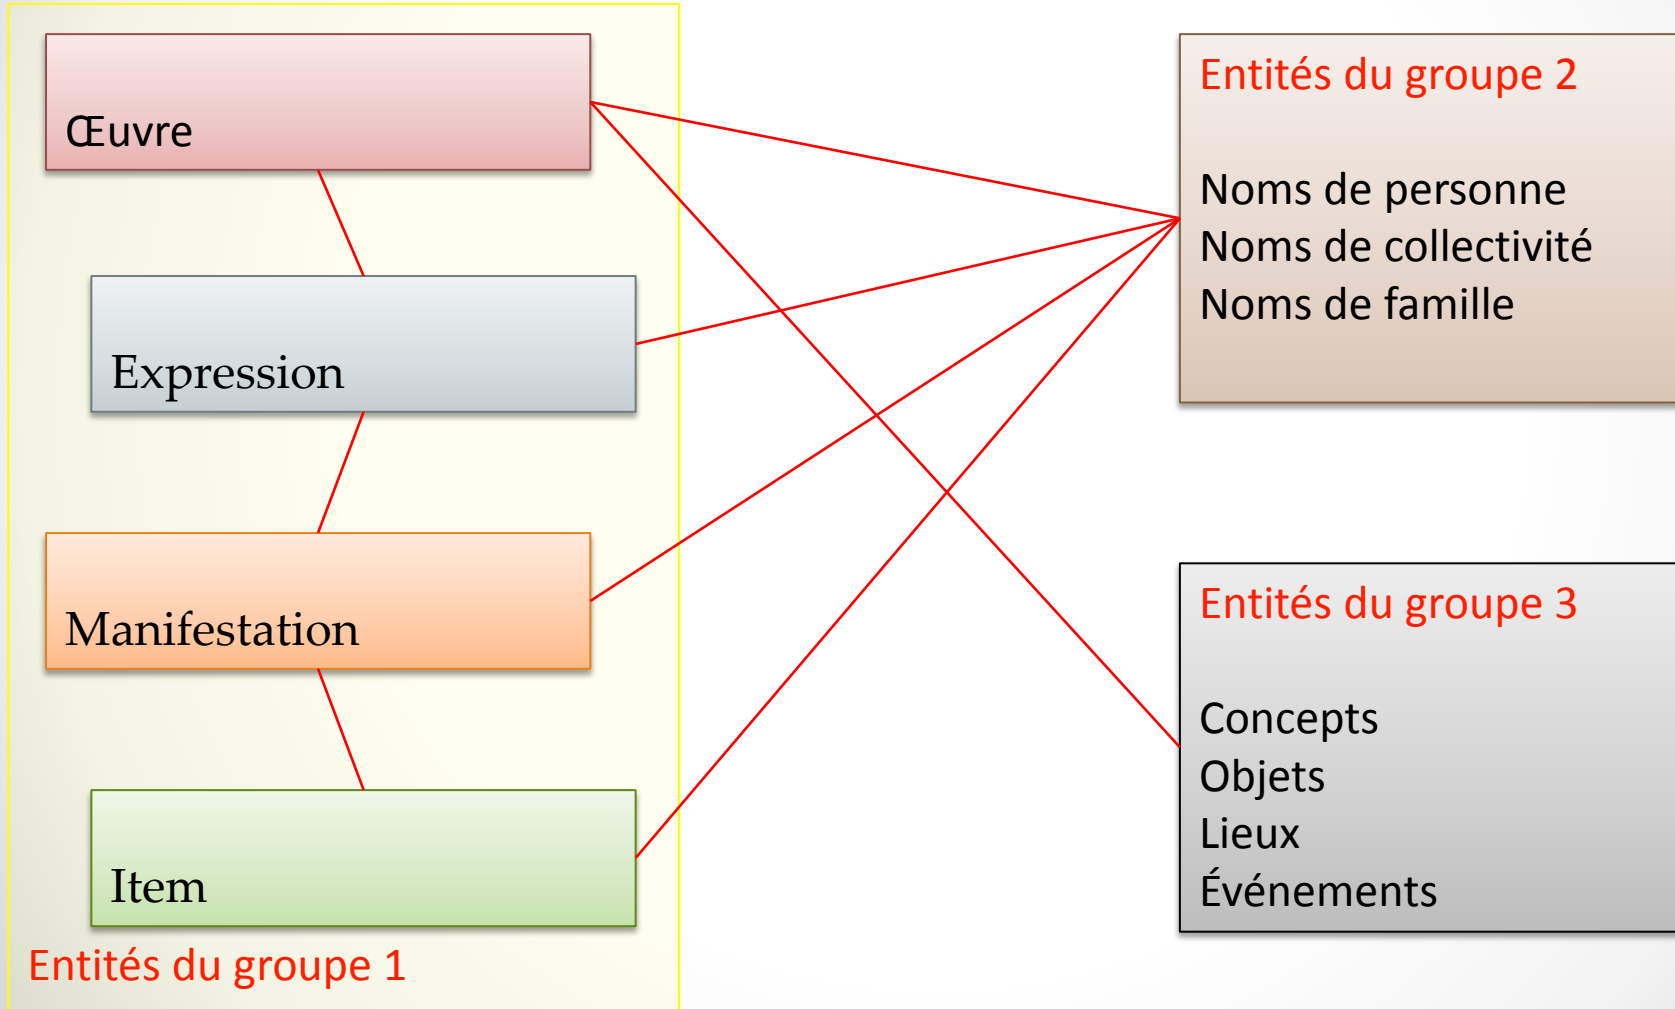 Œuvre
Expression
Manifestation
Item
Entités du groupe 1
Entités du groupe 2
Noms de personne
Noms de collectivité
Noms de famille
Entités du groupe 3
Concepts
Objets
Lieux
Événements